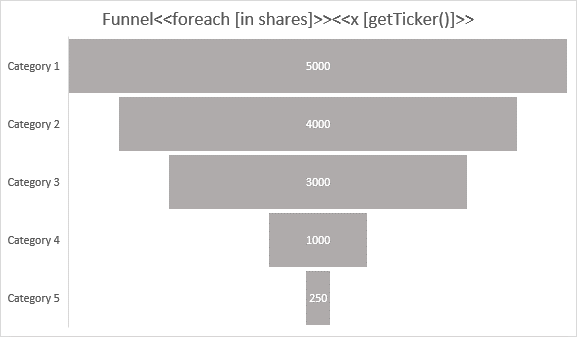 Funnel<<foreach [in shares]>><<x [getTicker()]>>
Category 1 5000
Category 2 4000
Category 3 3000
Category 4 1000
Category 5 250